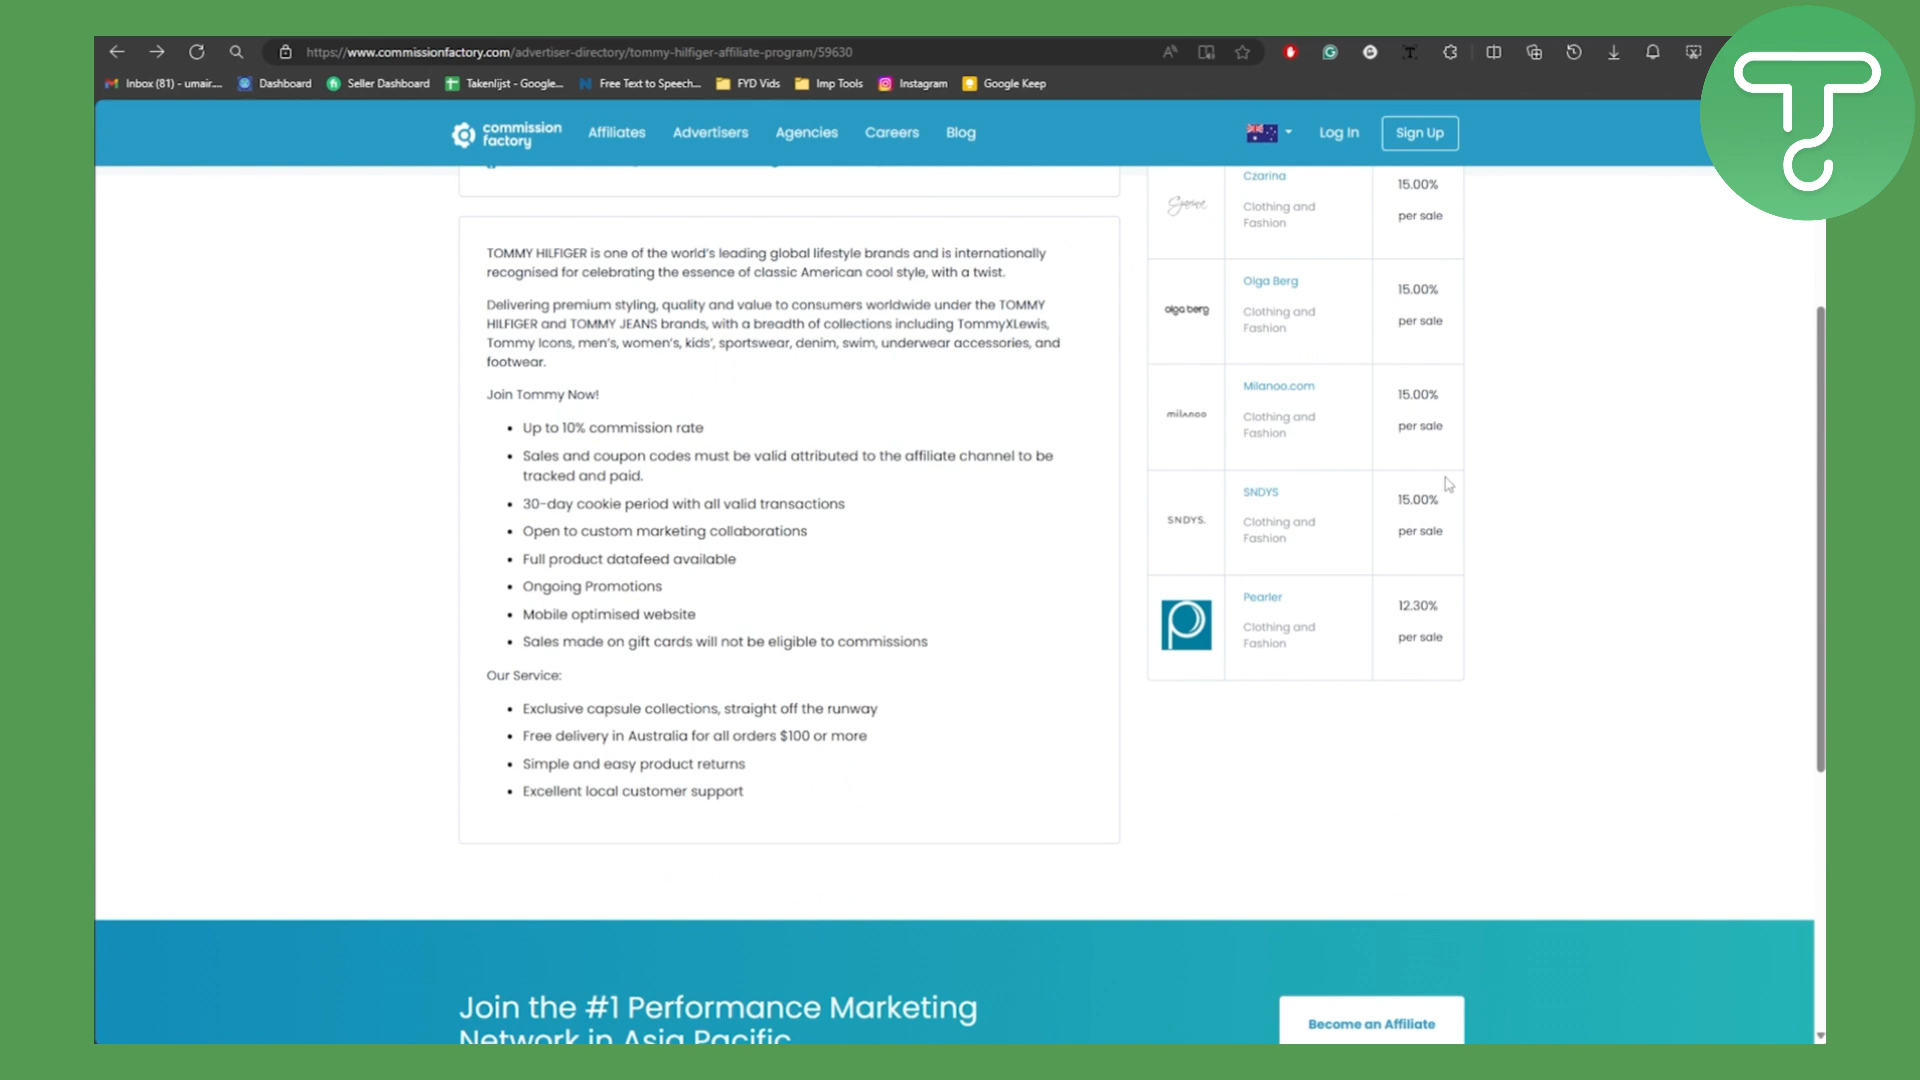 https://www.commissionfactory.com/advertiser-directory/tommy-hilfiger-affiliate-program/59630
Inbox (81) - umair.... Dashboard Seller Dashboard Takenlijst - Google... Free Text to Speech... FYD Vids Imp Tools Instagram Google Keep
commission
factory
Affiliates Advertisers Agencies Careers Blog Log In Sign Up
TOMMY HILFIGER is one of the world's leading global lifestyle brands and is internationally
recognised for celebrating the essence of classic American cool style, with a twist.
Delivering premium styling, quality and value to consumers worldwide under the TOMMY
HILFIGER and TOMMY JEANS brands, with a breadth of collections including TommyXLewis,
Tommy Icons, men's, women's, kids', sportswear, denim, swim, underwear accessories, and
footwear.
Join Tommy Now!
• Up to 10% commission rate
• Sales and coupon codes must be valid attributed to the affiliate channel to be
tracked and paid.
• 30-day cookie period with all valid transactions
• Open to custom marketing collaborations
• Full product datafeed available
• Ongoing Promotions
• Mobile optimised website
• Sales made on gift cards will not be eligible to commissions
Our Service:
• Exclusive capsule collections, straight off the runway
• Free delivery in Australia for all orders $100 or more
• Simple and easy product returns
• Excellent local customer support
Czarina
Clothing and
Fashion
15.00%
per sale
olga berg
Olga Berg
Clothing and
Fashion
15.00%
per sale
milanoo
Milanoo.com
Clothing and
Fashion
15.00%
per sale
SNDYS.
SNDYS
Clothing and
Fashion
15.00%
per sale
Pearler
Clothing and
Fashion
12.30%
per sale
Join the #1 Performance Marketing
Network in Asia Pacific
Become an Affiliate